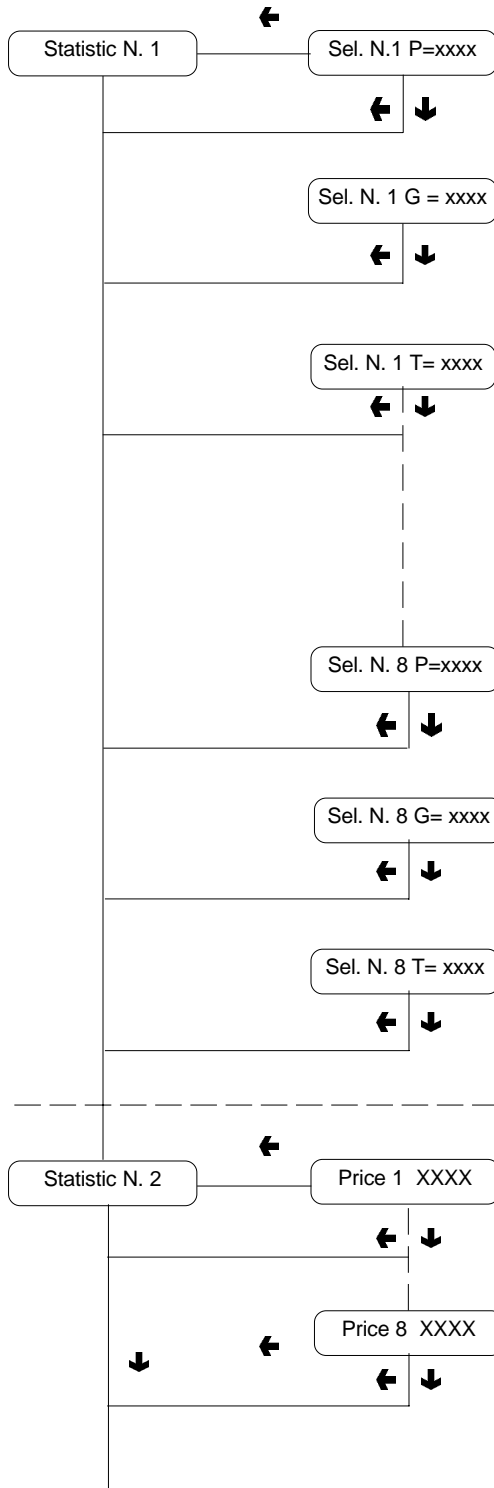 Statistic N. 1
Sel. N.1 P=xxxx
Sel. N. 1 G = xxxx
Sel. N. 1 T= xxxx
Sel. N. 8 P=xxxx
Sel. N. 8 G= xxxx
Sel. N. 8 T= xxxx
Statistic N. 2
Price 1 XXXX
Price 8 XXXX